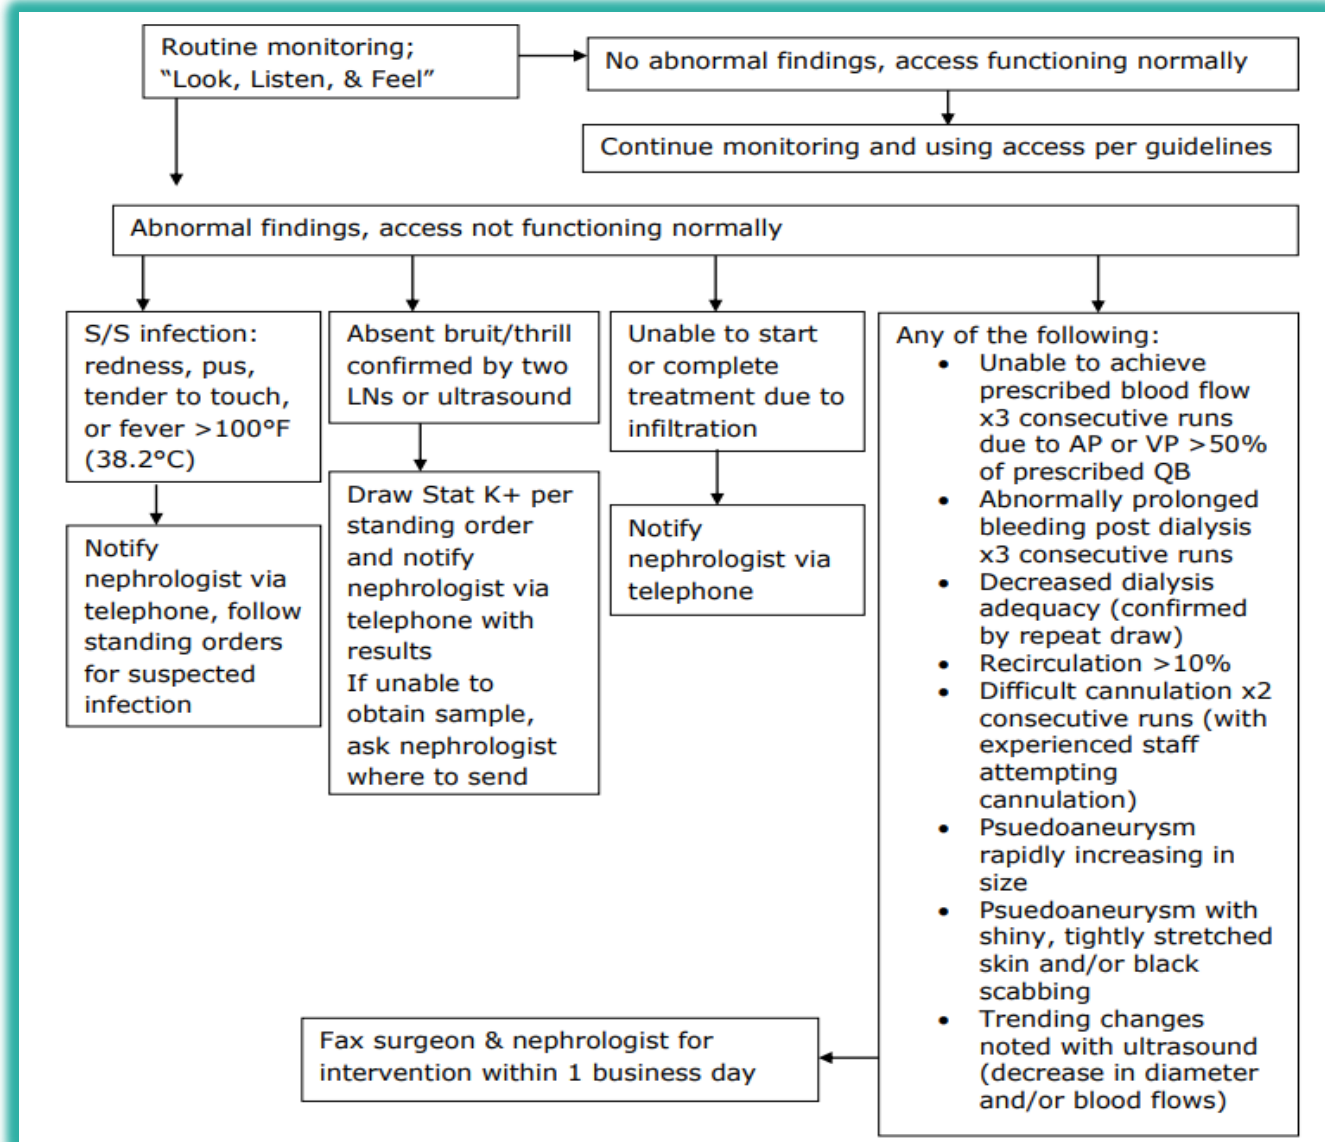 Routine monitoring;
“Look, Listen, & Feel”
No abnormal findings, access functioning normally
Continue monitoring and using access per guidelines
Abnormal findings, access not functioning normally
S/S infection:
redness, pus,
tender to touch,
or fever >100°F
(38.2°C)
Notify
nephrologist via
telephone, follow
standing orders
for suspected
infection
Absent bruit/thrill
confirmed by two
LNs or ultrasound
Draw Stat K+ per
standing order
and notify
nephrologist via
telephone with
results
If unable to
obtain sample,
ask nephrologist
where to send
Unable to start
or complete
treatment due to
infiltration
Notify
nephrologist via
telephone
Any of the following:
• Unable to achieve
prescribed blood flow
x3 consecutive runs
due to AP or VP >50%
of prescribed QB
• Abnormally prolonged
bleeding post dialysis
x3 consecutive runs
• Decreased dialysis
adequacy (confirmed
by repeat draw)
• Recirculation >10%
• Difficult cannulation x2
consecutive runs (with
experienced staff
attempting
cannulation)
• Psuedoaneurysm
rapidly increasing in
size
• Psuedoaneurysm with
shiny, tightly stretched
skin and/or black
scabbing
• Trending changes
noted with ultrasound
(decrease in diameter
and/or blood flows)
Fax surgeon & nephrologist for
intervention within 1 business day